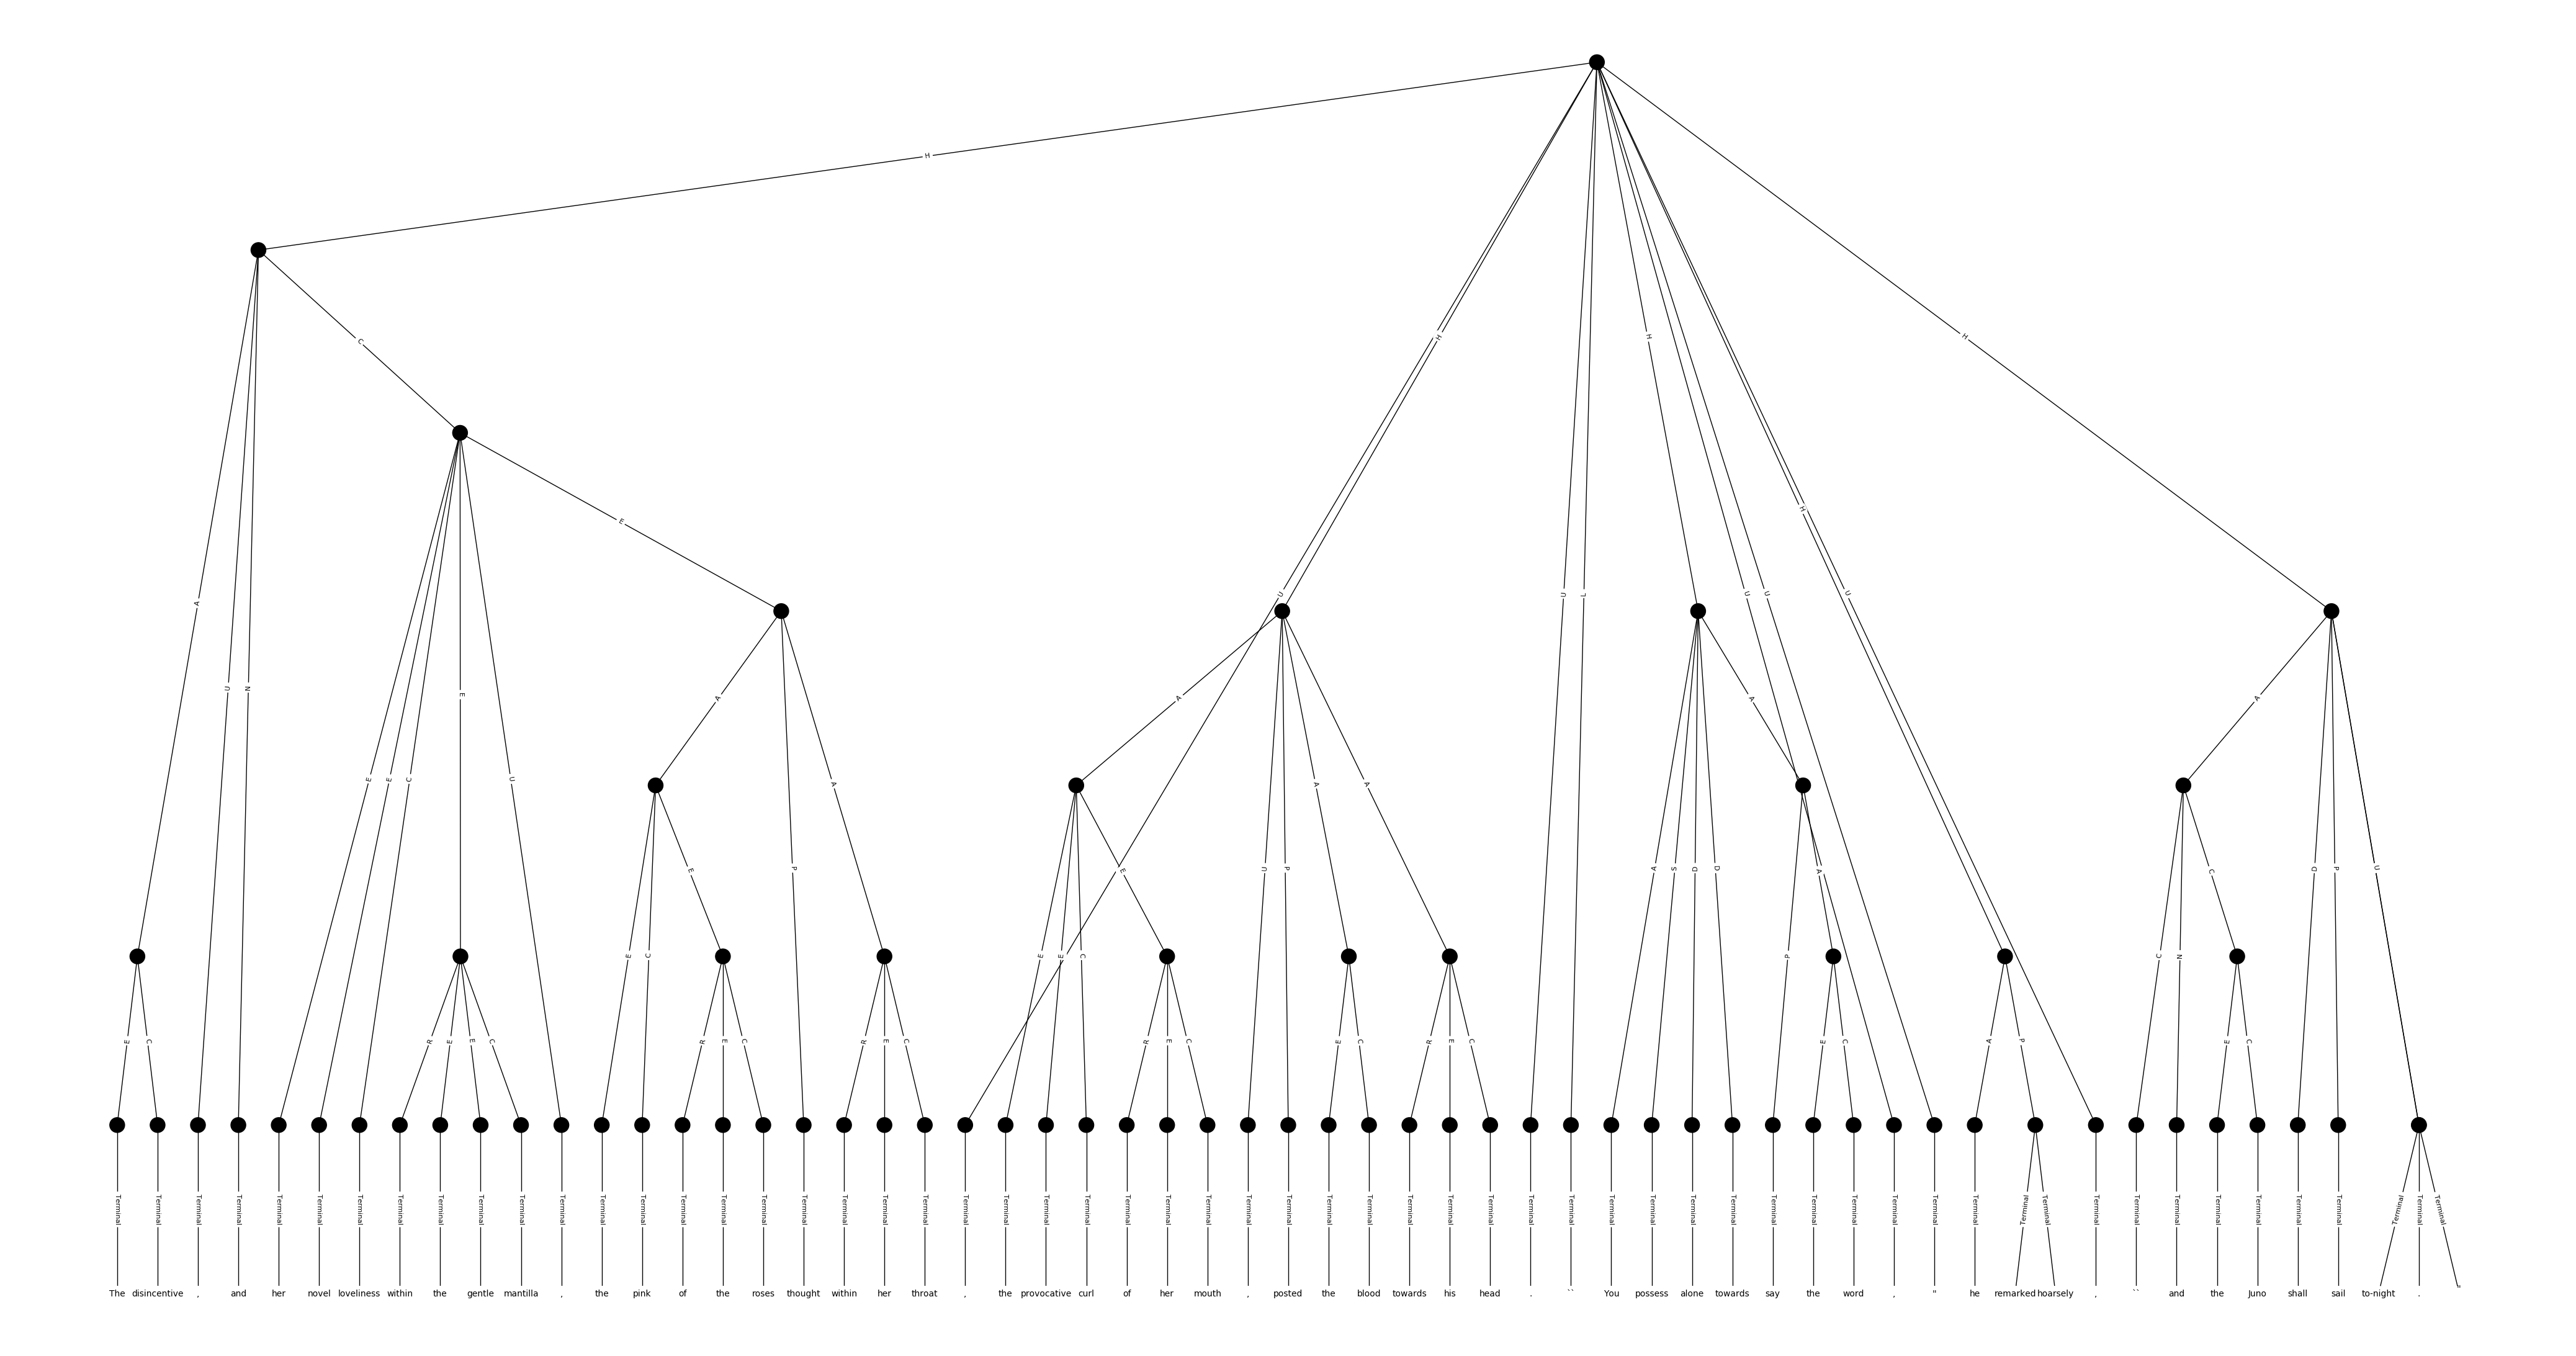 H
H
H
H
C
E
H
A
U
U
L
U
U
U
A
U
N
E
A
A
A
A
E
E
C
U
A
A
E
P
E
U
P
A
S
D
D
A
C
D
P
U
E
C
E
E
C
P
C
N
E
C
R
E
E
C
R
E
C
R
E
C
R
E
C
E
C
R
E
C
E
C
A
P
E
C
Terminal Terminal Terminal Terminal Terminal Terminal Terminal Terminal Terminal Terminal Terminal Terminal Terminal Terminal Terminal Terminal Terminal Terminal Terminal Terminal Terminal Terminal Terminal Terminal Terminal Terminal Terminal Terminal Terminal Terminal Terminal Terminal Terminal Terminal Terminal Terminal Terminal Terminal Terminal Terminal Terminal Terminal Terminal Terminal Terminal Terminal Terminal Terminal Terminal Terminal Terminal Terminal Terminal Terminal Terminal Terminal Terminal Terminal Terminal
The disincentive , and her novel loveliness within the gentle mantilla , the pink of the roses thought within her throat , the provocative curl of her mouth , posted the blood towards his head . `` You possess alone towards say the word , " he remarked hoarsely , `` and the Juno shall sail to-night . "